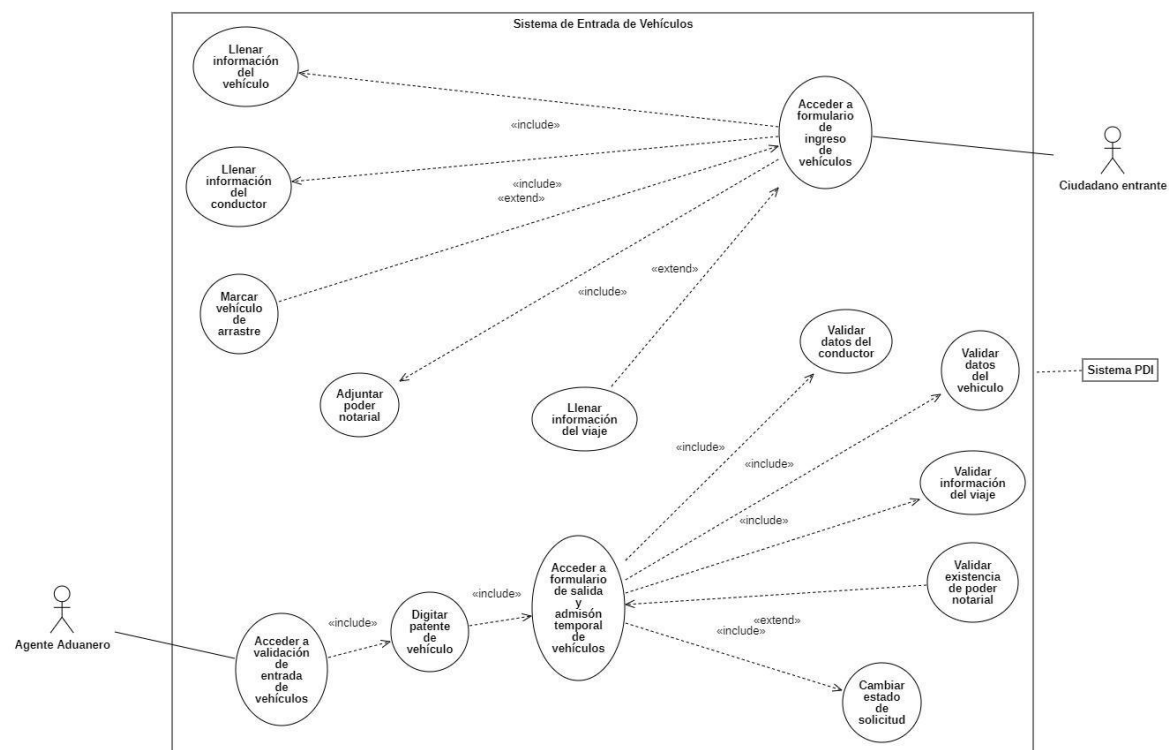 Sistema de Entrada de Vehículos
Llenar
información
del
vehículo
Acceder a
formulario
de
ingreso
de
vehículos
«include»
Ciudadano entrante
Llenar
información
del
conductor
«include»
«extend»
«extend»
«include»
Marcar
vehículo
de
arrastre
Validar
datos del
conductor
Validar
datos
del
vehiculo
Sistema PDI
Adjuntar
poder
notarial
Llenar
información
del viaje
«include»
«include»
Validar
información
del viaje
«include»
Validar
existencia
de poder
notarial
Acceder a
formulario
de salida
y
admisón
temporal
de
vehículos
«include»
Digitar
patente
de
vehículo
«include»
Agente Aduanero
Acceder a
validación
de
entrada
de
vehículos
«extend»
«include»
Cambiar
estado
de
solicitud